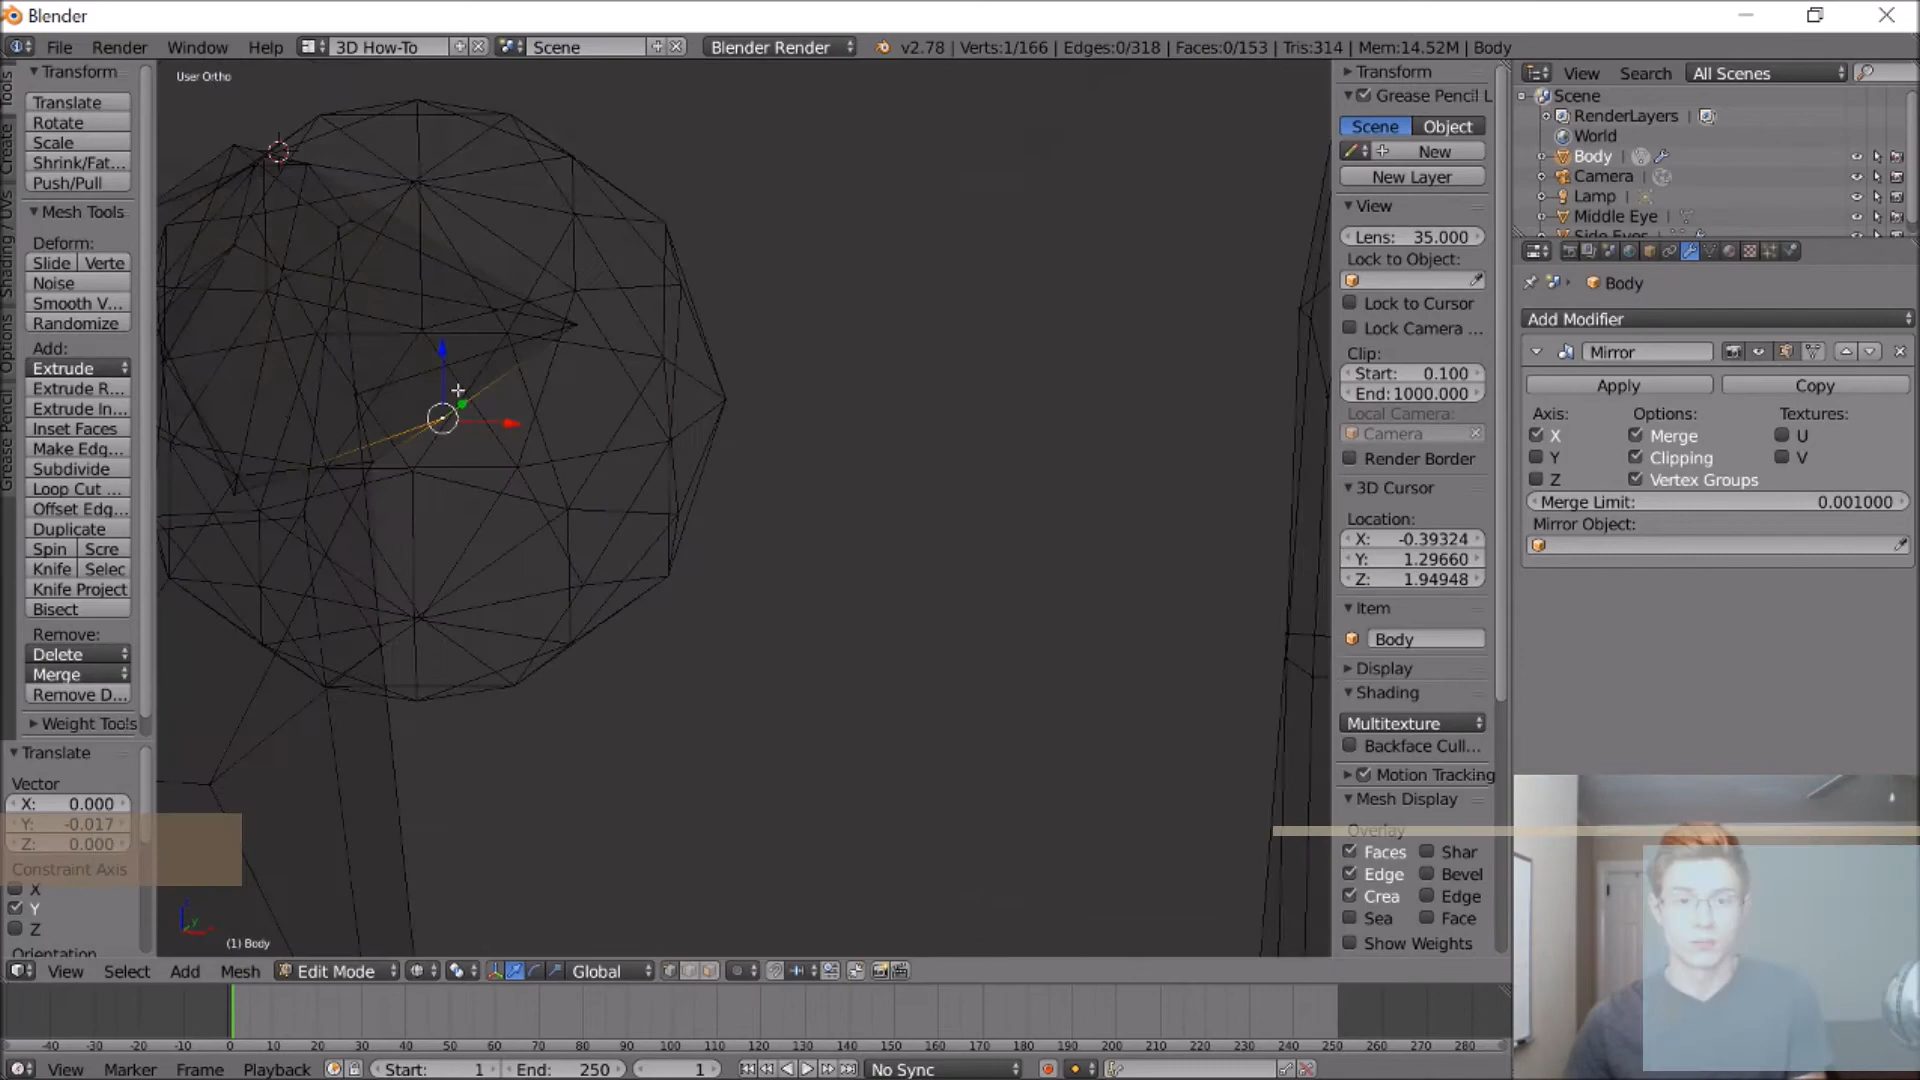 Blender
File Render Window Help 3D How-To Scene Blender Render v2.78 | Verts:1/166 | Edges:0/318 | Faces:0/153 | Tris:314 | Mem:14.52M | Body
Tools
Create
Shading / UVs
Options
Grease Pencil
Transform
Translate
Rotate
Scale
Shrink/Fat...
Push/Pull
Mesh Tools
Deform:
Slide Verte
Noise
Smooth V...
Randomize
Add:
Extrude
Extrude R...
Extrude In...
Inset Faces
Make Edg...
Subdivide
Loop Cut ...
Offset Edg...
Duplicate
Spin Scre
Knife Selec
Knife Project
Bisect
Remove:
Delete
Merge
Remove D...
Weight Tools
Translate
Vector
X: 0.000
Y: -0.017
Z: 0.000
Constraint Axis
X
Y
Z
Orientation
User Ortho
(1) Body
Transform
Grease Pencil L
Scene Object
New
New Layer
View
Lens: 35.000
Lock to Object:
Lock to Cursor
Lock Camera ...
Clip:
Start: 0.100
End: 1000.000
Local Camera:
Camera
Render Border
3D Cursor
Location:
X: -0.39324
Y: 1.29660
Z: 1.94948
Item
Body
Display
Shading
Multitexture
Backface Cull...
Motion Tracking
Mesh Display
Overlay
Faces Shar
Edge Bevel
Crea Edge
Sea Face
Show Weights
View Search All Scenes
Scene
RenderLayers |
World
Body |
Camera |
Lamp |
Middle Eye |
Side Eyes
Body
Add Modifier
Mirror
Apply Copy
Axis: Options: Textures:
X Merge U
Y Clipping V
Z Vertex Groups
Merge Limit: 0.001000
Mirror Object:
View Select Add Mesh Edit Mode Global
-40 -30 -20 -10 0 10 20 30 40 50 60 70 80 90 100 110 120 130 140 150 160 170 180 190 200 210 220 230 240 250 260 270 280
View Marker Frame Playback Start: 1 End: 250 1 No Sync